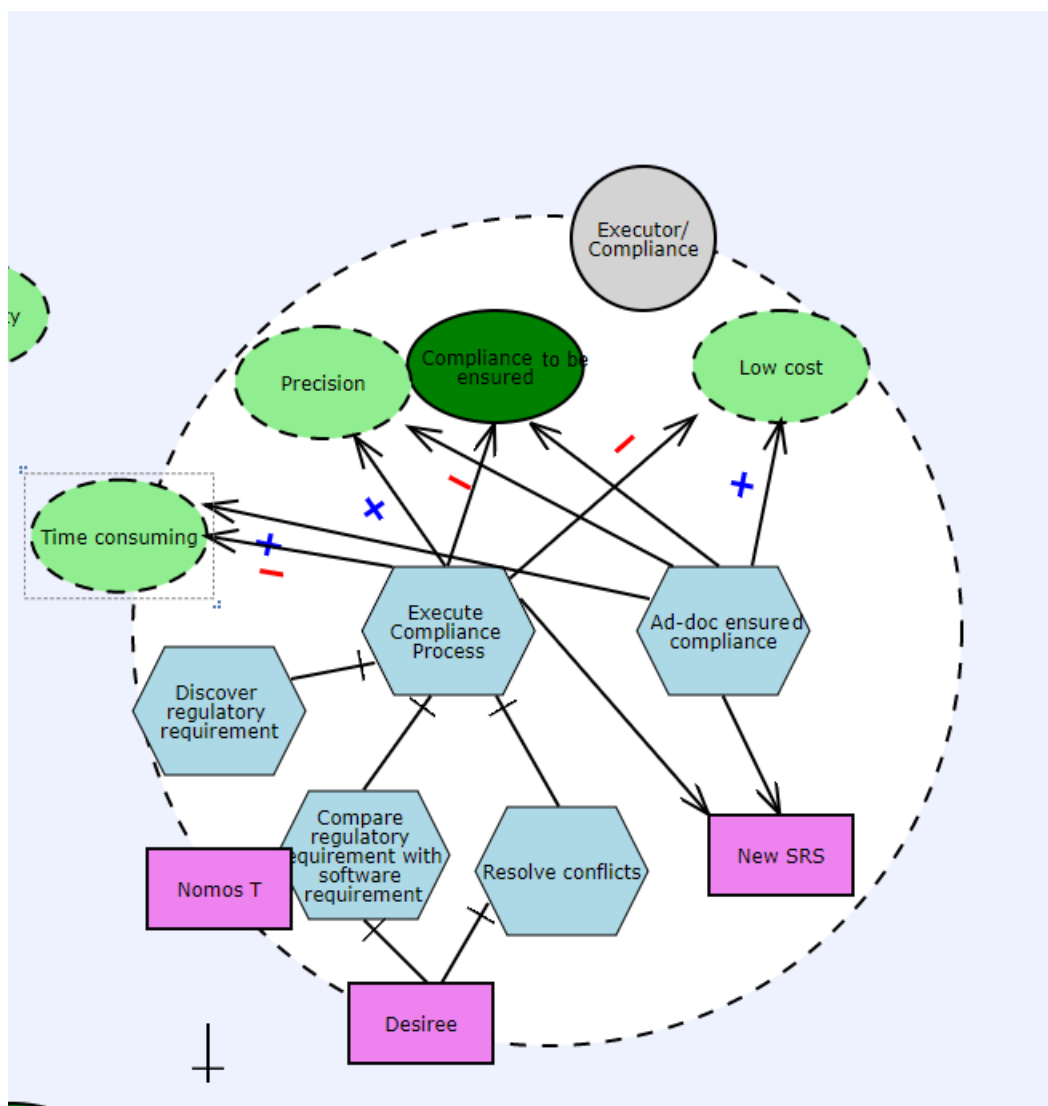 Executor/
Compliance
ty
Precision
Compliance to be
ensured
Low cost
+
−
−
+
Time consuming
+
−
Execute
Compliance
Process
Ad-doc ensured
compliance
Discover
regulatory
requirement
Compare
regulatory
equirement with
software
requirement
Resolve conflicts
New SRS
Nomos T
Desiree